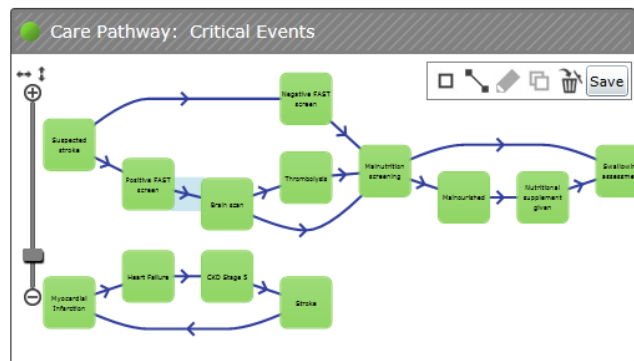 Care Pathway: Critical Events
Save
Negative FAST
screen
Suspected
stroke
Positive FAST
screen
Brain scan
Thrombolysis
Malnutrition
screening
Malnourished
Nutritional
supplement
given
Swallowin
assessme
Heart Failure
CKD Stage 5
Myocardial
Infarction
Stroke